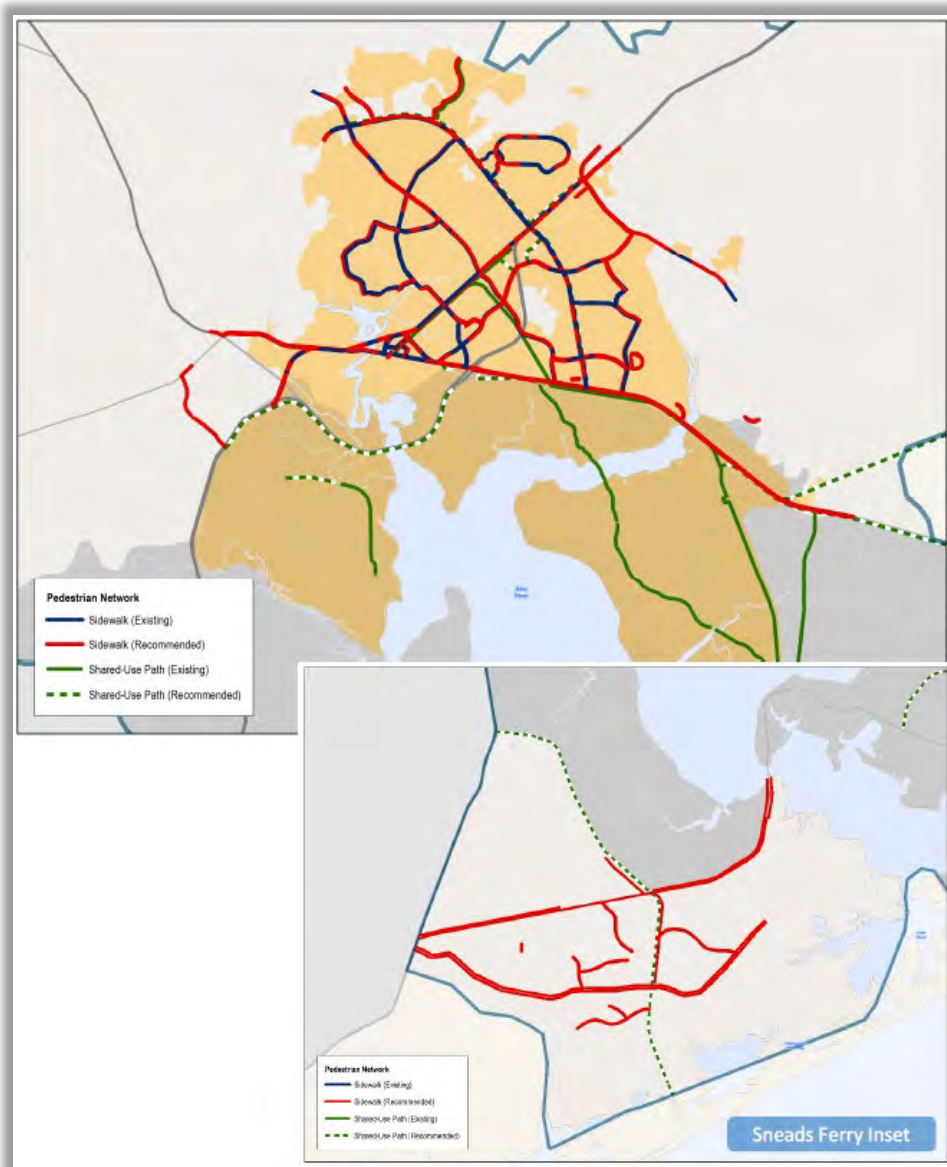 Pedestrian Network
Sidewalk (Existing)
Sidewalk (Recommended)
Shared-Use Path (Existing)
Shared-Use Path (Recommended)
Pedestrian Network
Sidewalk (Existing)
Sidewalk (Recommended)
Shared-Use Path (Existing)
Shared-Use Path (Recommended)
Sneads Ferry Inset